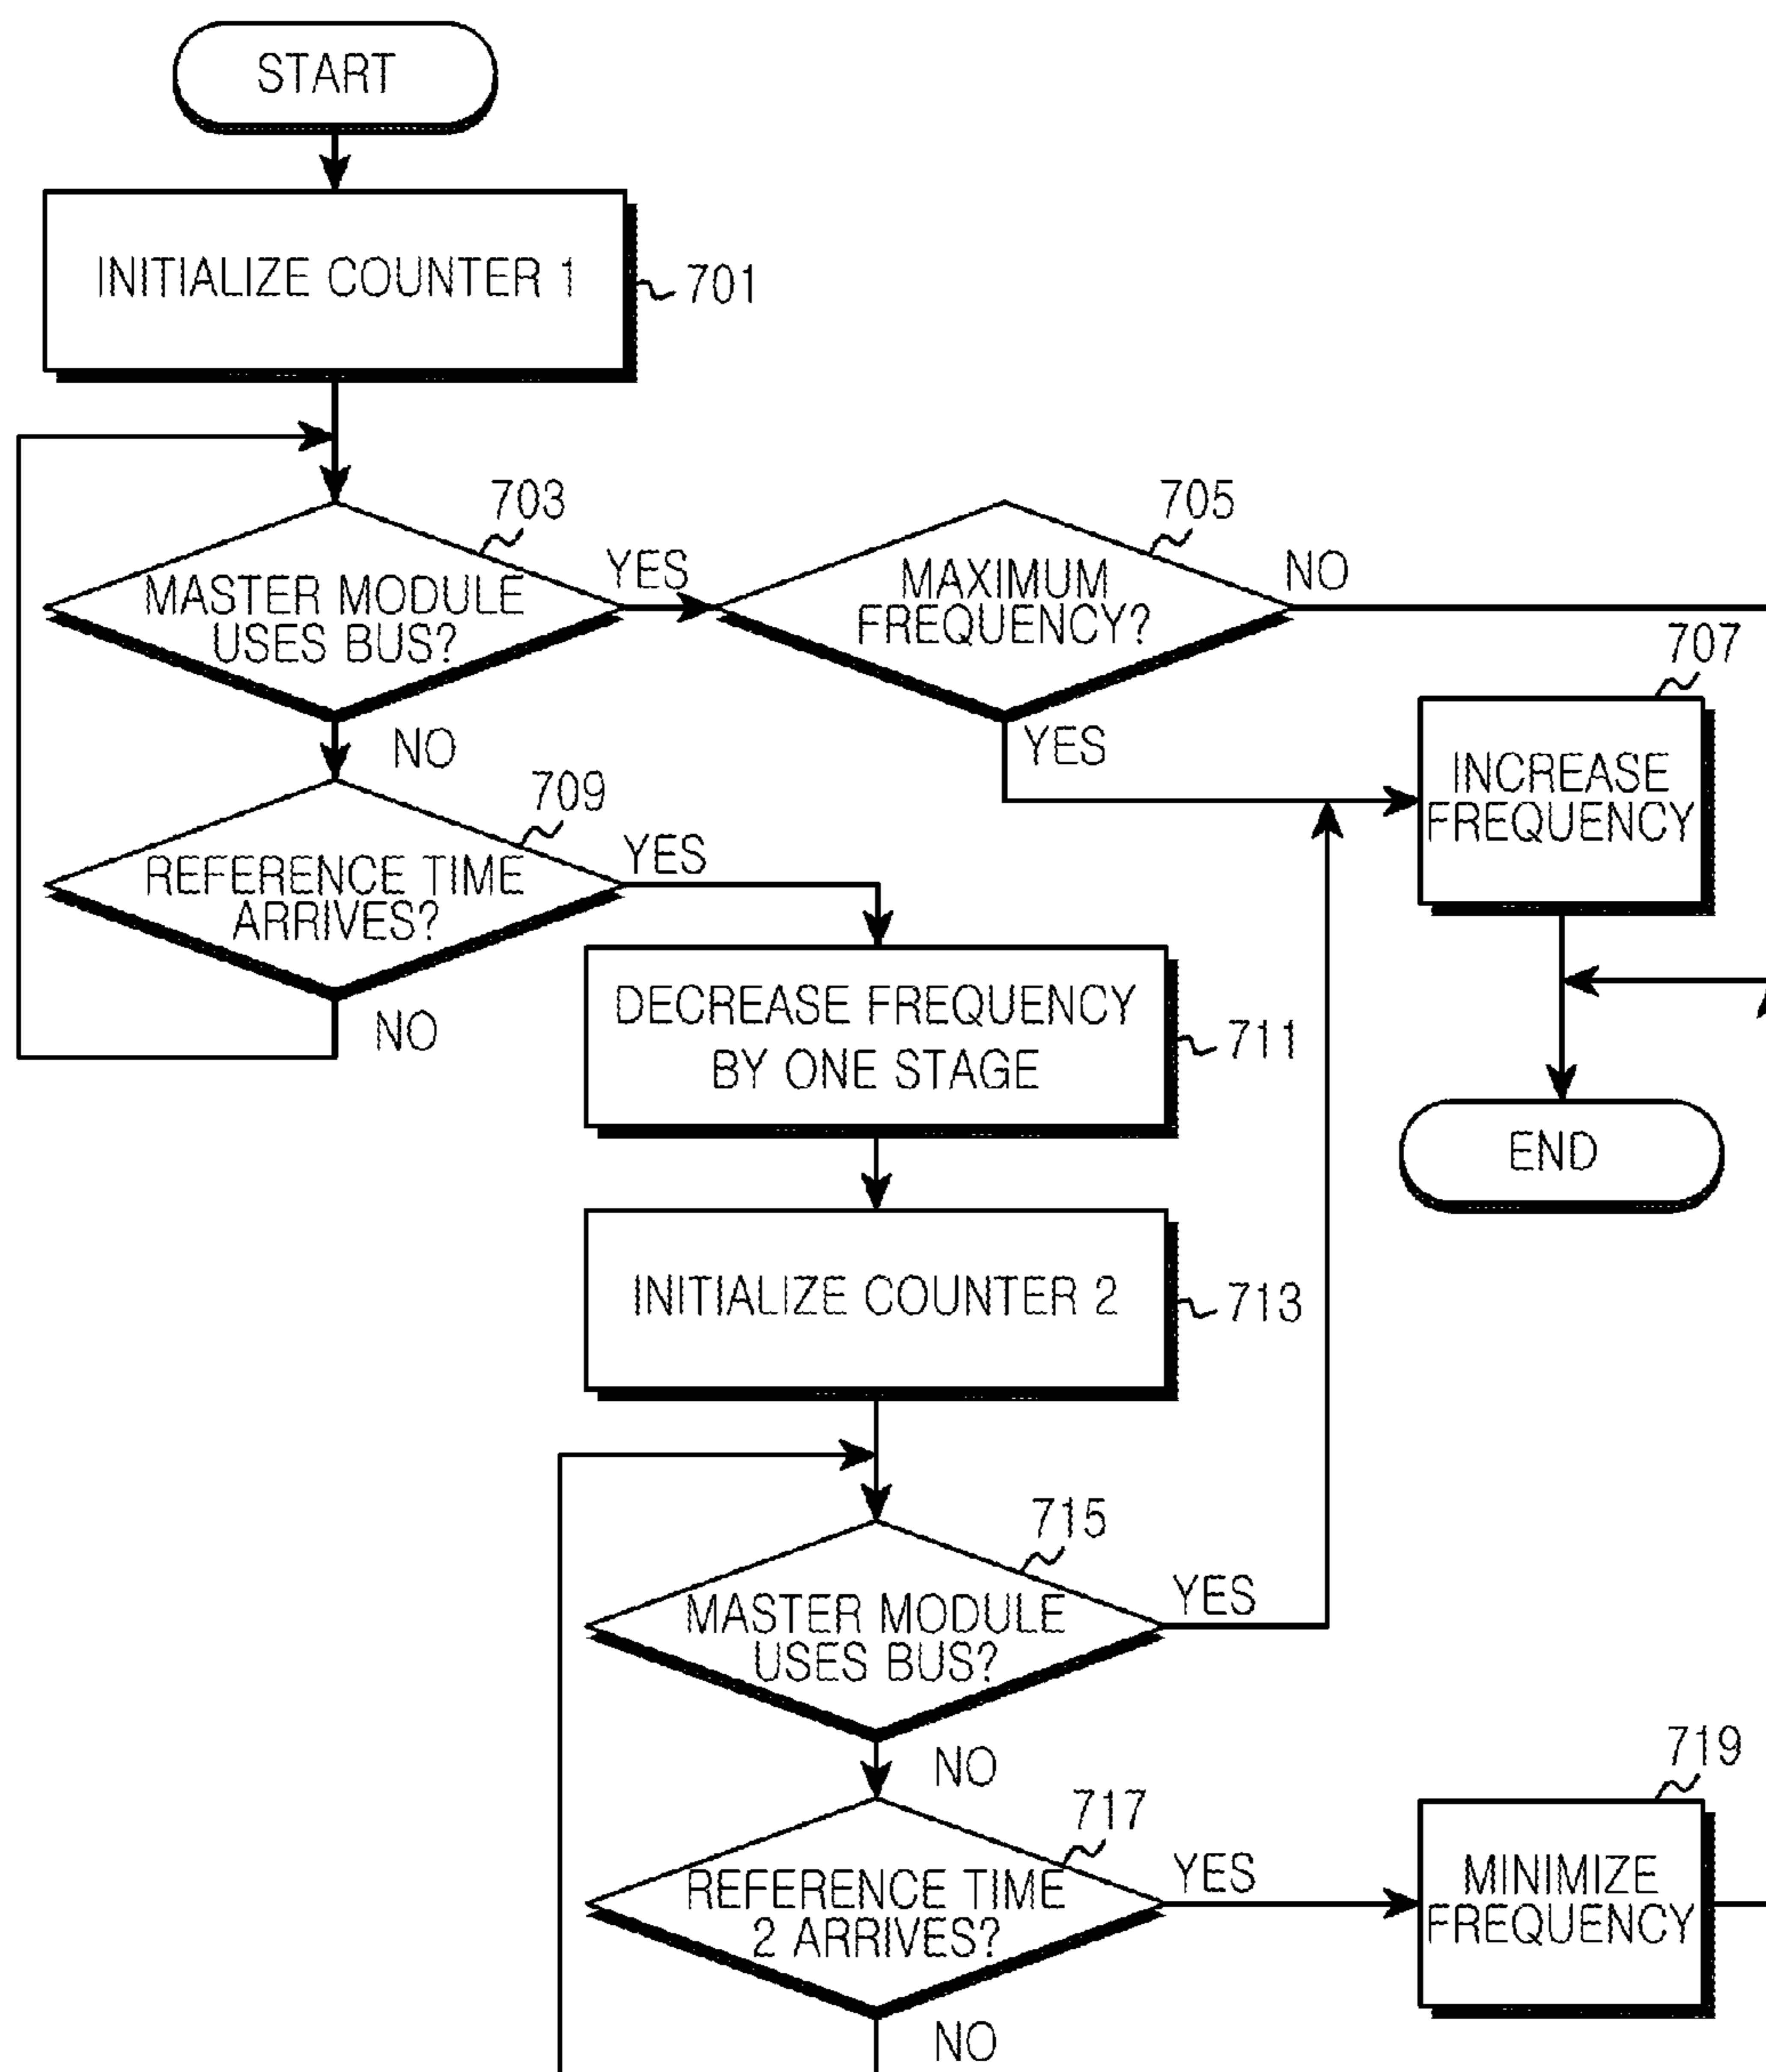 START
INITIALIZE COUNTER 1
701
703
MASTER MODULE
USES BUS?
YES
NO
705
MAXIMUM
FREQUENCY?
NO
YES
707
INCREASE
FREQUENCY
709
REFERENCE TIME
ARRIVES?
YES
NO
DECREASE FREQUENCY
BY ONE STAGE
711
END
INITIALIZE COUNTER 2
713
715
MASTER MODULE
USES BUS?
YES
NO
717
REFERENCE TIME
2 ARRIVES?
YES
NO
719
MINIMIZE
FREQUENCY